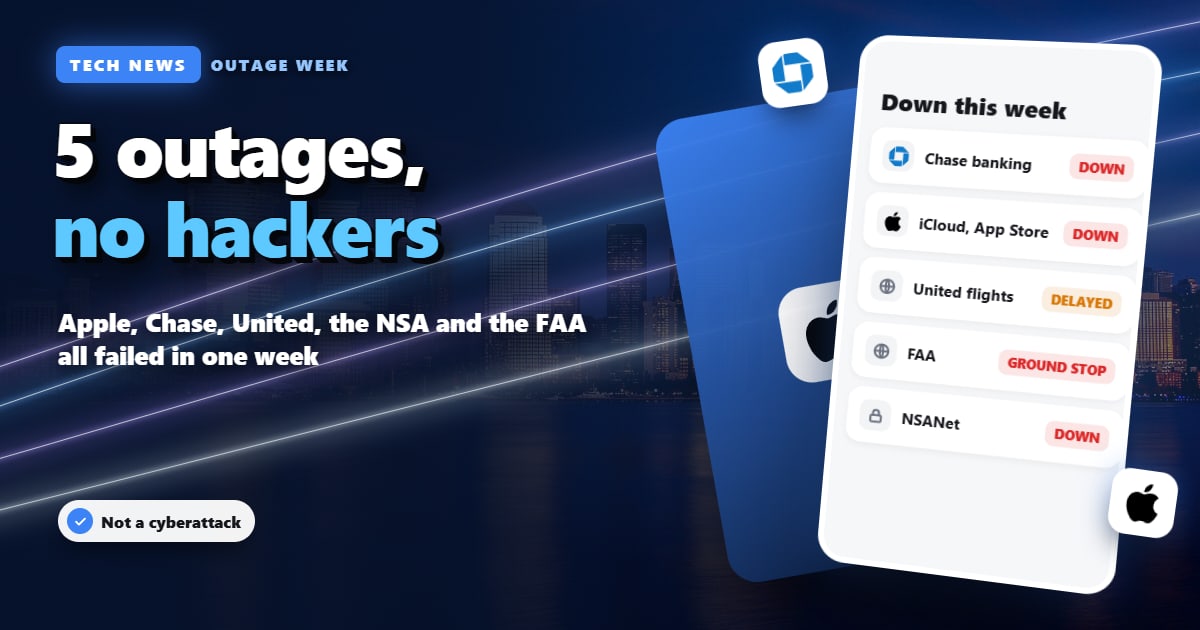 TECH NEWS OUTAGE WEEK
5 outages,
no hackers
Apple, Chase, United, the NSA and the FAA
all failed in one week
Not a cyberattack
Down this week
Chase banking DOWN
iCloud, App Store DOWN
United flights DELAYED
FAA GROUND STOP
NSANet DOWN